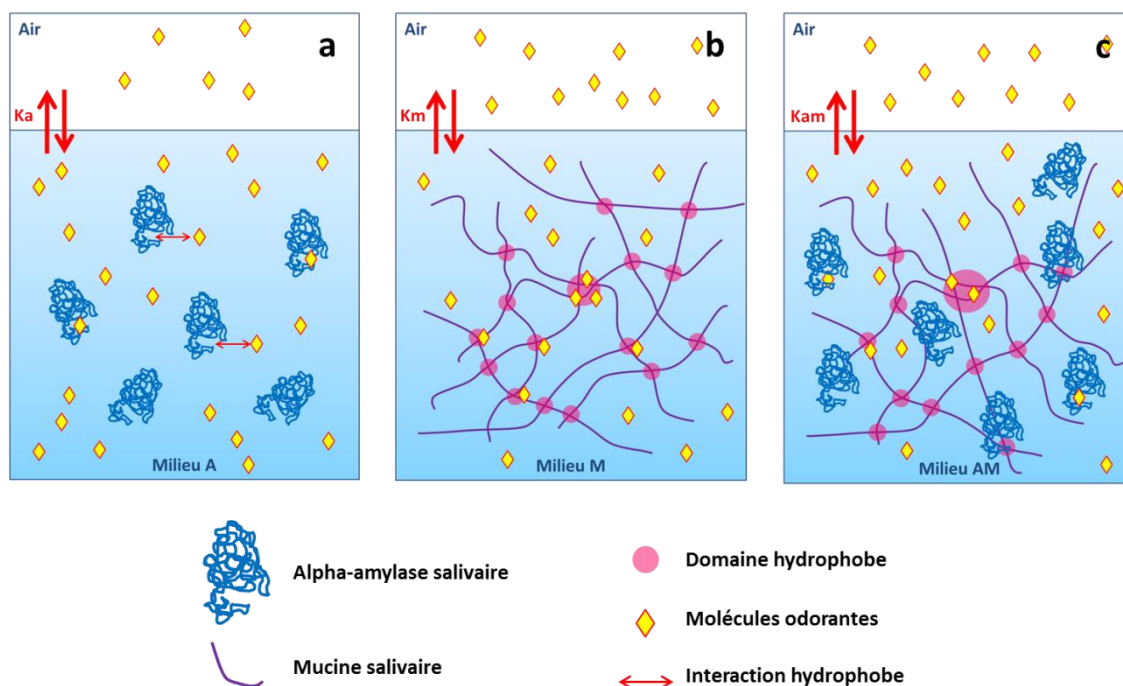 Air
a
Ka
Milieu A
Air
b
Km
Milieu M
Air
c
Kam
Milieu AM
Alpha-amylase salivaire
Mucine salivaire
Domaine hydrophobe
Molécules odorantes
Interaction hydrophobe